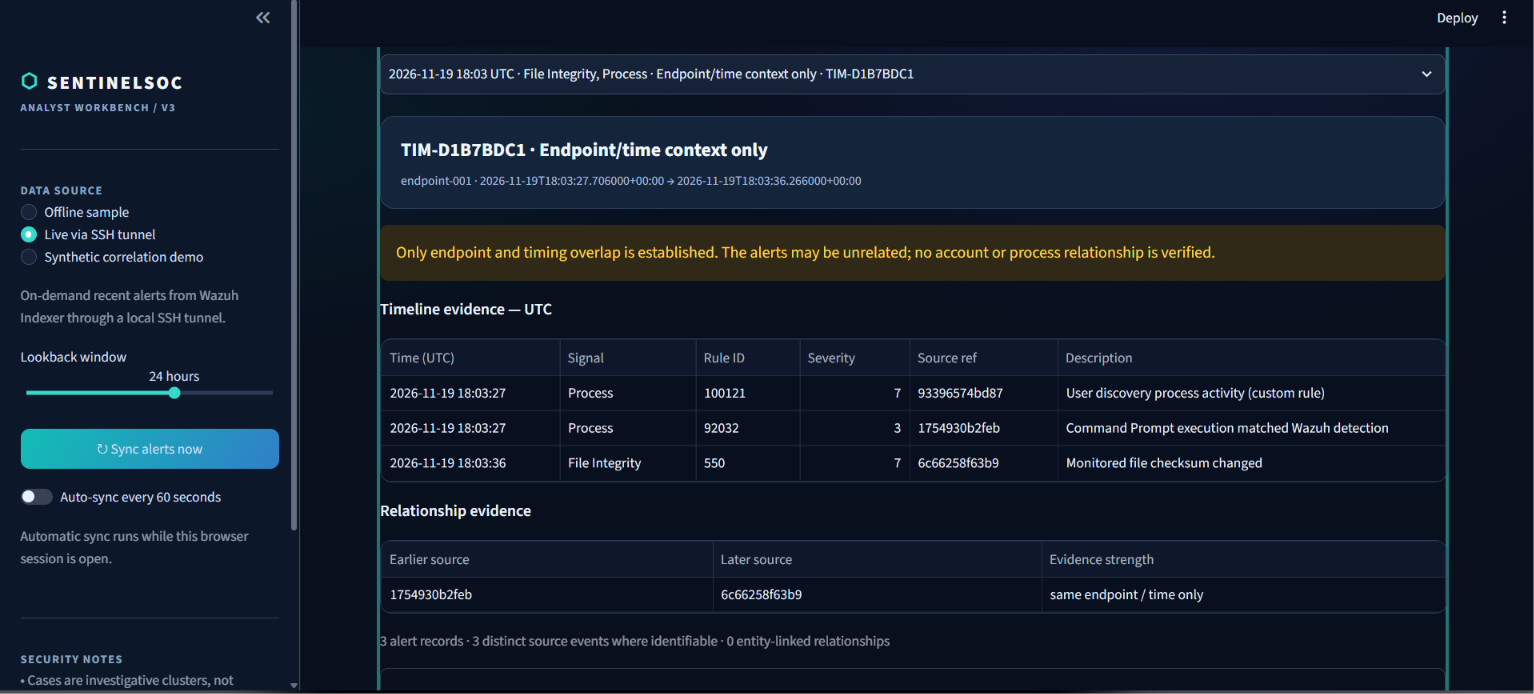 Deploy
SENTINELSOC
ANALYST WORKBENCH / V3
DATA SOURCE
Offline sample
Live via SSH tunnel
Synthetic correlation demo
On-demand recent alerts from Wazuh
Indexer through a local SSH tunnel.
Lookback window
24 hours
↻ Sync alerts now
Auto-sync every 60 seconds
Automatic sync runs while this browser
session is open.
SECURITY NOTES
• Cases are investigative clusters, not
2026-11-19 18:03 UTC · File Integrity, Process · Endpoint/time context only · TIM-D1B7BDC1
TIM-D1B7BDC1 · Endpoint/time context only
endpoint-001 · 2026-11-19T18:03:27.706000+00:00 → 2026-11-19T18:03:36.266000+00:00
Only endpoint and timing overlap is established. The alerts may be unrelated; no account or process relationship is verified.
Timeline evidence — UTC
Time (UTC) Signal Rule ID Severity Source ref Description
2026-11-19 18:03:27 Process 100121 7 93396574bd87 User discovery process activity (custom rule)
2026-11-19 18:03:27 Process 92032 3 1754930b2feb Command Prompt execution matched Wazuh detection
2026-11-19 18:03:36 File Integrity 550 7 6c66258f63b9 Monitored file checksum changed
Relationship evidence
Earlier source Later source Evidence strength
1754930b2feb 6c66258f63b9 same endpoint / time only
3 alert records · 3 distinct source events where identifiable · 0 entity-linked relationships